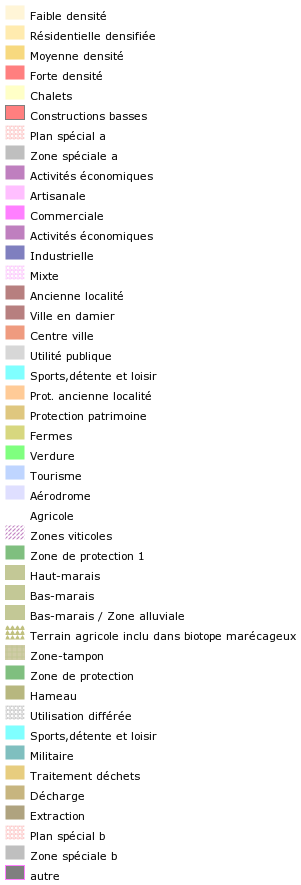 Faible densité
Résidentielle densifiée
Moyenne densité
Forte densité
Chalets
Constructions basses
Plan spécial a
Zone spéciale a
Activités économiques
Artisanale
Commerciale
Activités économiques
Industrielle
Mixte
Ancienne localité
Ville en damier
Centre ville
Utilité publique
Sports,détente et loisir
Prot. ancienne localité
Protection patrimoine
Fermes
Verdure
Tourisme
Aérodrome
Agricole
Zones viticoles
Zone de protection 1
Haut-marais
Bas-marais
Bas-marais / Zone alluviale
Terrain agricole inclu dans biotope marécageux
Zone-tampon
Zone de protection
Hameau
Utilisation différée
Sports,détente et loisir
Militaire
Traitement déchets
Décharge
Extraction
Plan spécial b
Zone spéciale b
autre